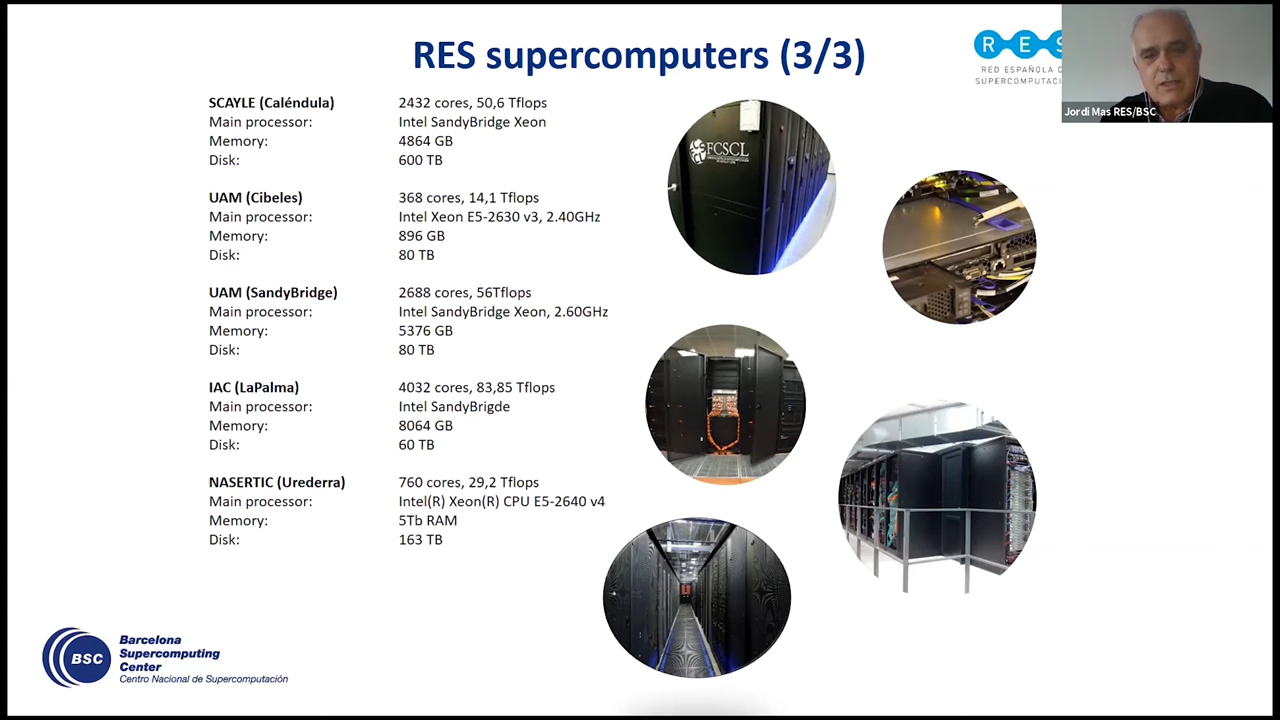 RES supercomputers (3/3)
RES
RED ESPAÑOLA D
SUPERCOMPUTACI
Jordi Mas RES/BSC
SCAYLE (Caléndula) 2432 cores, 50,6 Tflops
Main processor: Intel SandyBridge Xeon
Memory: 4864 GB
Disk: 600 TB
UAM (Cibeles) 368 cores, 14,1 Tflops
Main processor: Intel Xeon E5-2630 v3, 2.40GHz
Memory: 896 GB
Disk: 80 TB
UAM (SandyBridge) 2688 cores, 56Tflops
Main processor: Intel SandyBridge Xeon, 2.60GHz
Memory: 5376 GB
Disk: 80 TB
IAC (LaPalma) 4032 cores, 83,85 Tflops
Main processor: Intel SandyBrigde
Memory: 8064 GB
Disk: 60 TB
NASERTIC (Urederra) 760 cores, 29,2 Tflops
Main processor: Intel(R) Xeon(R) CPU E5-2640 v4
Memory: 5Tb RAM
Disk: 163 TB
FCSCL
BSC
Barcelona
Supercomputing
Center
Centro Nacional de Supercomputación